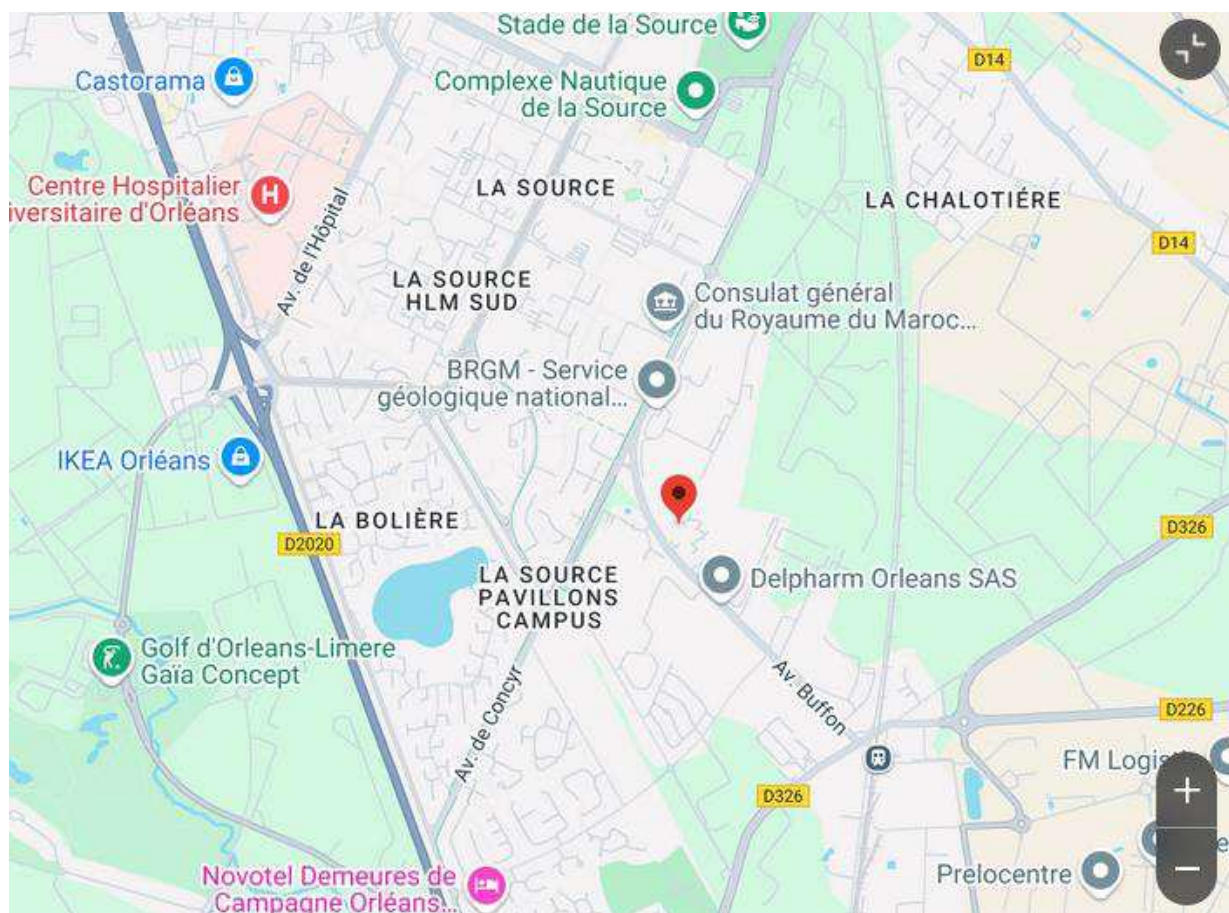 Stade de la Source
Castorama
Complexe Nautique
de la Source
D14
Centre Hospitalier
iversitaire d'Orléans
H
Av. de l'Hôpital
LA SOURCE
LA CHALOTIÉRE
D14
LA SOURCE
HLM SUD
Consulat général
du Royaume du Maroc...
BRGM - Service
géologique national...
IKEA Orléans
LA BOLIÈRE
D2020
D326
LA SOURCE
PAVILLONS
CAMPUS
Delpharm Orleans SAS
Golf d'Orleans-Limere
Gaïa Concept
Av. de Concyr
Av. Buffon
D226
FM Logis
D326
Prelocentre
Novotel Demeures de
Campagne Orléans...
+
−